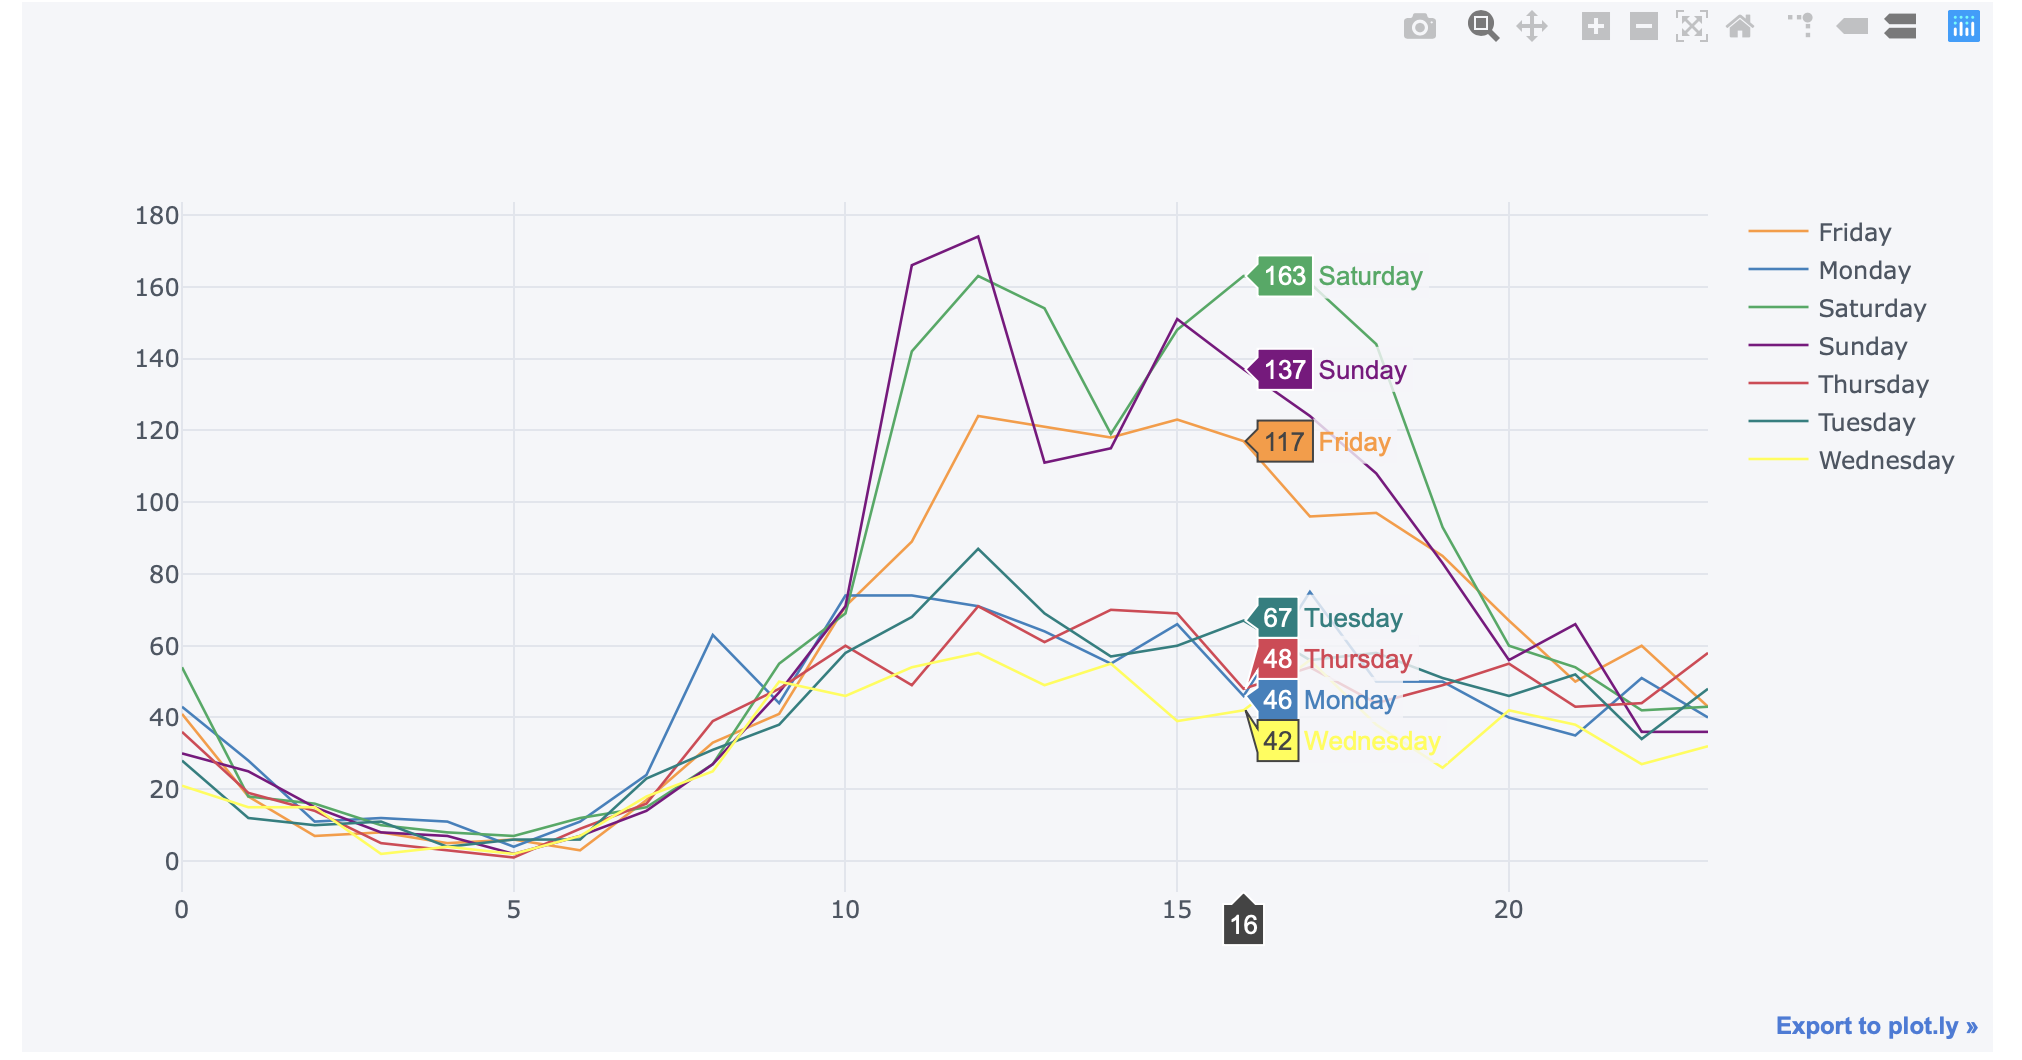 180
160
140
120
100
80
60
40
20
0
0 5 10 15 20
16
163 Saturday
137 Sunday
117 Friday
67 Tuesday
48 Thursday
46 Monday
42 Wednesday
Friday
Monday
Saturday
Sunday
Thursday
Tuesday
Wednesday
Export to plot.ly »